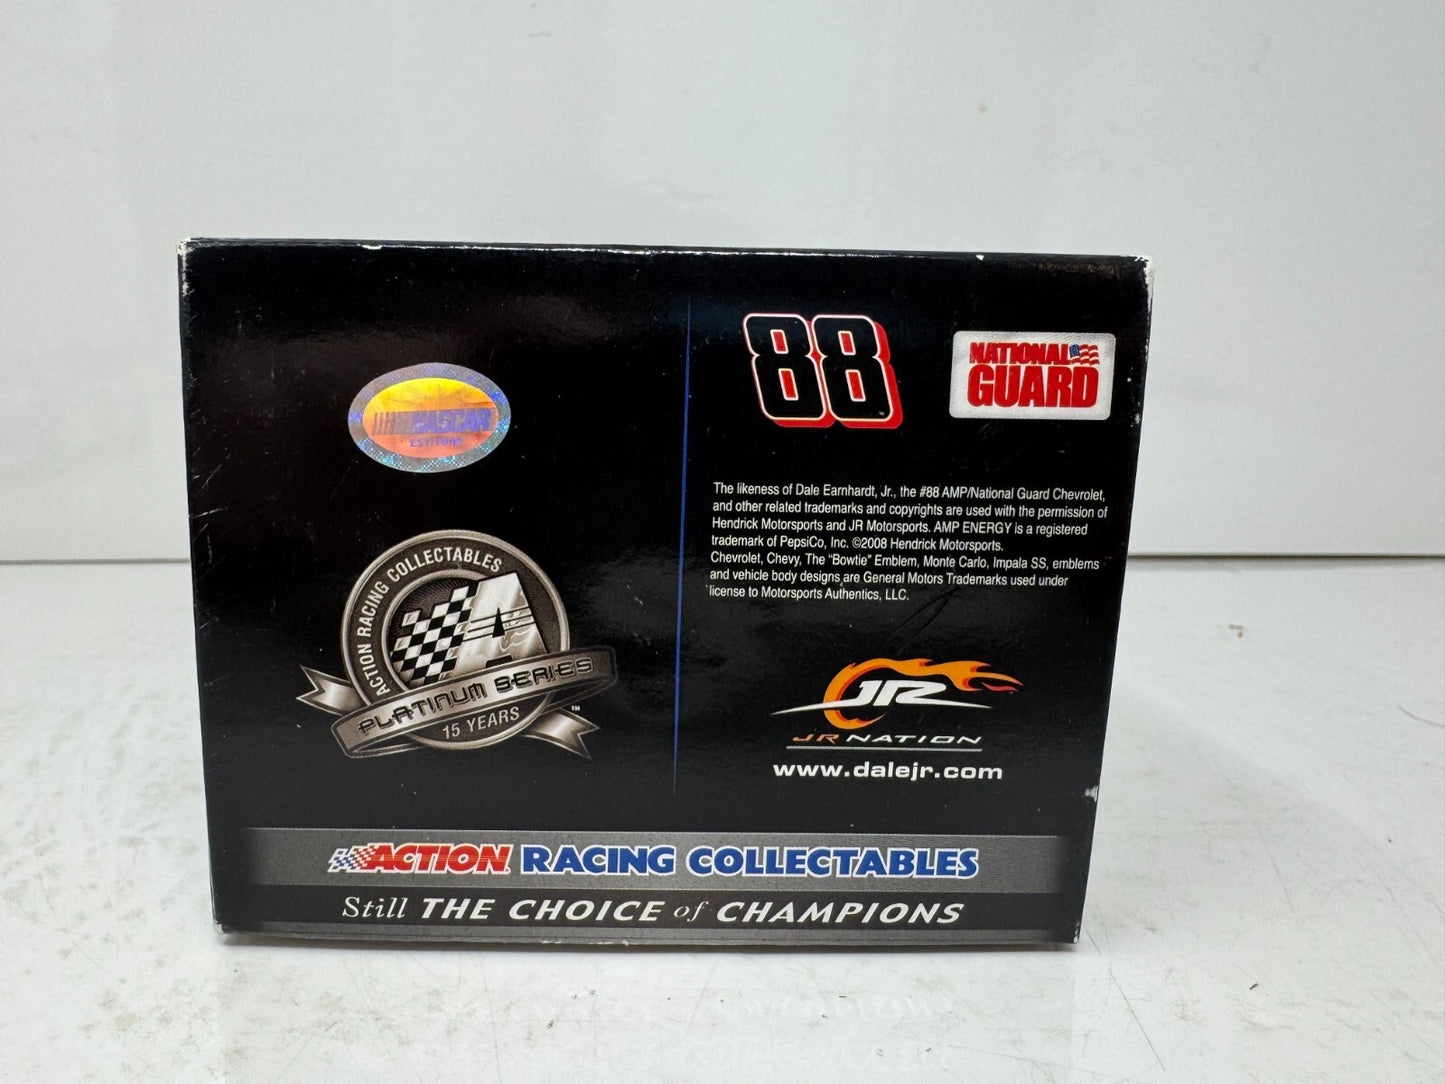 NASCAR
ACTION RACING COLLECTABLES
A
PLATINUM SERIES
15 YEARS
TM
88
NATIONAL
GUARD
The likeness of Dale Earnhardt, Jr., the #88 AMP/National Guard Chevrolet,
and other related trademarks and copyrights are used with the permission of
Hendrick Motorsports and JR Motorsports. AMP ENERGY is a registered
trademark of PepsiCo, Inc. ©2008 Hendrick Motorsports.
Chevrolet, Chevy, The "Bowtie" Emblem, Monte Carlo, Impala SS, emblems
and vehicle body designs are General Motors Trademarks used under
license to Motorsports Authentics, LLC.
JR
JR NATION
www.dalejr.com
ACTION RACING COLLECTABLES
Still THE CHOICE of CHAMPIONS